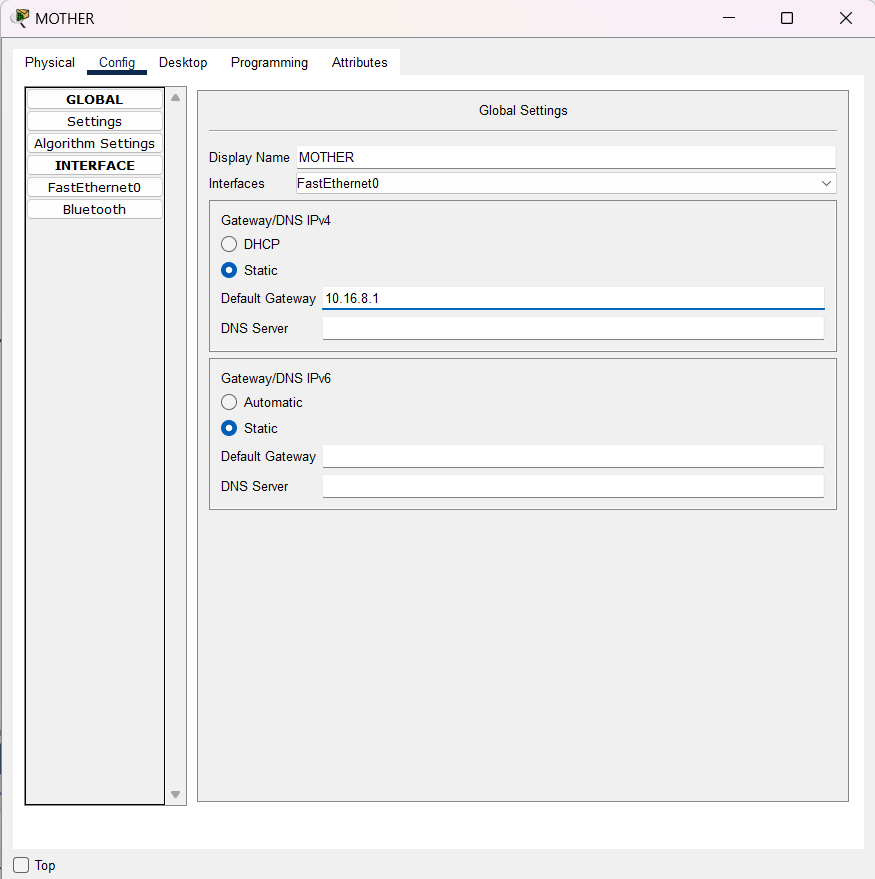 MOTHER
Physical Config Desktop Programming Attributes
GLOBAL
Settings
Algorithm Settings
INTERFACE
FastEthernet0
Bluetooth
Global Settings
Display Name MOTHER
Interfaces FastEthernet0
Gateway/DNS IPv4
DHCP
Static
Default Gateway 10.16.8.1
DNS Server
Gateway/DNS IPv6
Automatic
Static
Default Gateway
DNS Server
Top